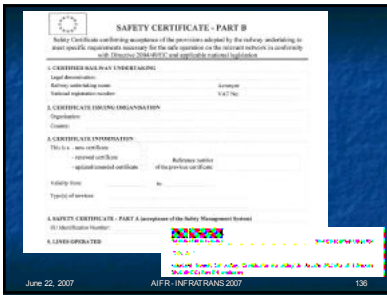 SAFETY CERTIFICATE - PART B
Safety Certificate confirming acceptance of the provisions adopted by the railway undertaking to
meet specific requirements necessary for the safe operation on the relevant network in conformity
with Directive 2004/49/EC and applicable national legislation
1. CERTIFIED RAILWAY UNDERTAKING
Legal denomination:
Railway undertaking name: Acronym:
National registration number: VAT No:
2. CERTIFICATE ISSUING ORGANISATION
Organisation:
Country:
3. CERTIFICATE INFORMATION
This is a - new certificate
- renewed certificate Reference number
- updated/amended certificate of the previous certificate:
Validity from: to:
Type(s) of services:
4. SAFETY CERTIFICATE - PART A (acceptance of the Safety Management System)
EU Identification Number:
5. LINES OPERATED
June 22, 2007 AIFR - INFRATRANS 2007 136